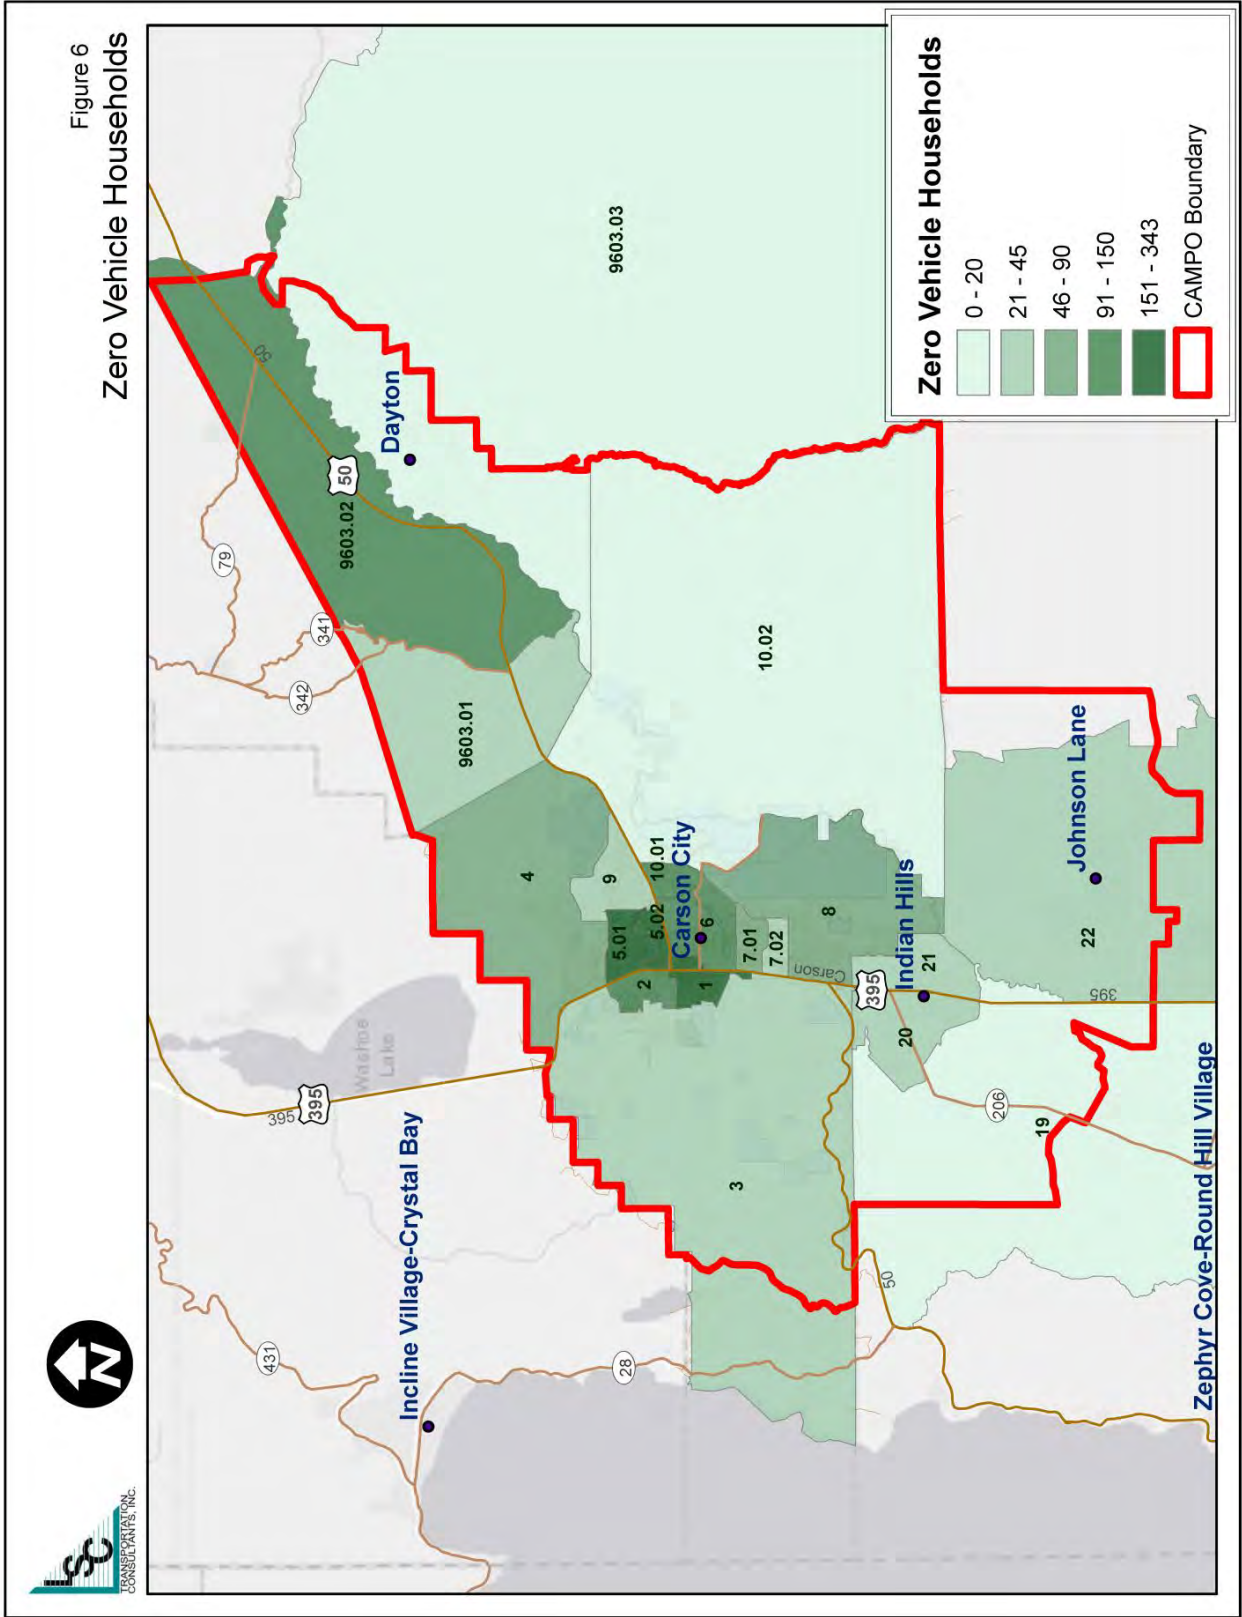 Figure 6
Zero Vehicle Households
LSC
TRANSPORTATION
CONSULTANTS, INC.
N
431
395
395
Washoe
Lake
342
341
79
50
50
9603.02
Dayton
9603.01
9603.03
Incline Village-Crystal Bay
28
4
9
5.01
5.02
10.01
2
Carson City
6
1
3
7.01
7.02
8
10.02
Carson
395
50
Indian Hills
20
21
206
19
395
22
Johnson Lane
Zephyr Cove-Round Hill Village
Zero Vehicle Households
0 - 20
21 - 45
46 - 90
91 - 150
151 - 343
CAMPO Boundary